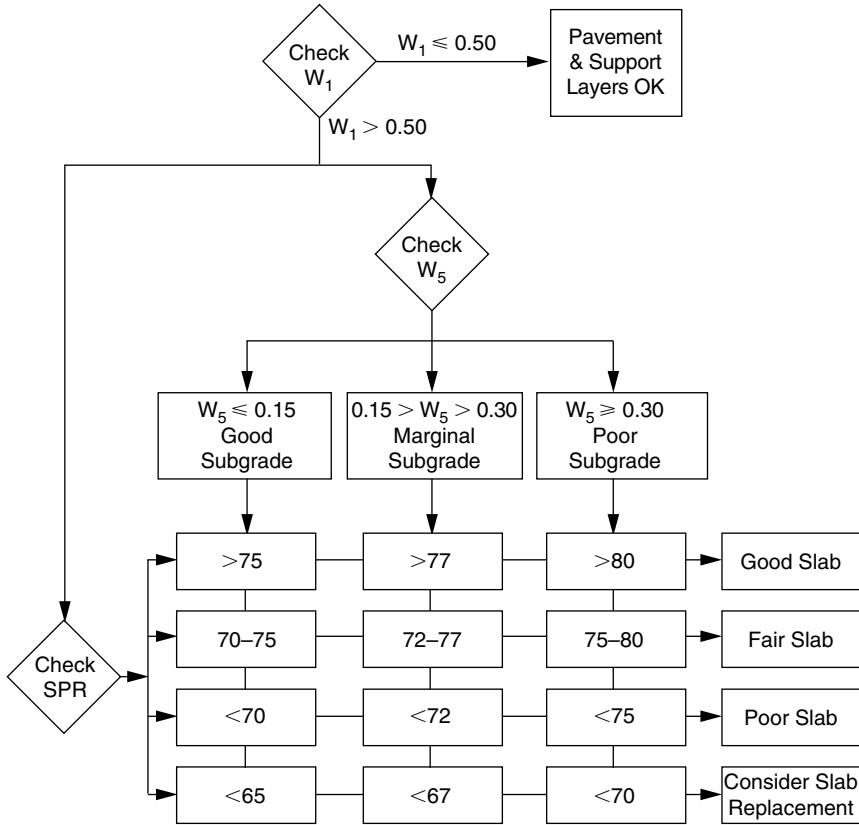 Check
W₁
W₁ ⩽ 0.50
Pavement
& Support
Layers OK
W₁ > 0.50
Check
W₅
W₅ ⩽ 0.15
Good
Subgrade
0.15 > W₅ > 0.30
Marginal
Subgrade
W₅ ⩾ 0.30
Poor
Subgrade
>75
>77
>80
Good Slab
70–75
72–77
75–80
Fair Slab
Check
SPR
<70
<72
<75
Poor Slab
<65
<67
<70
Consider Slab
Replacement